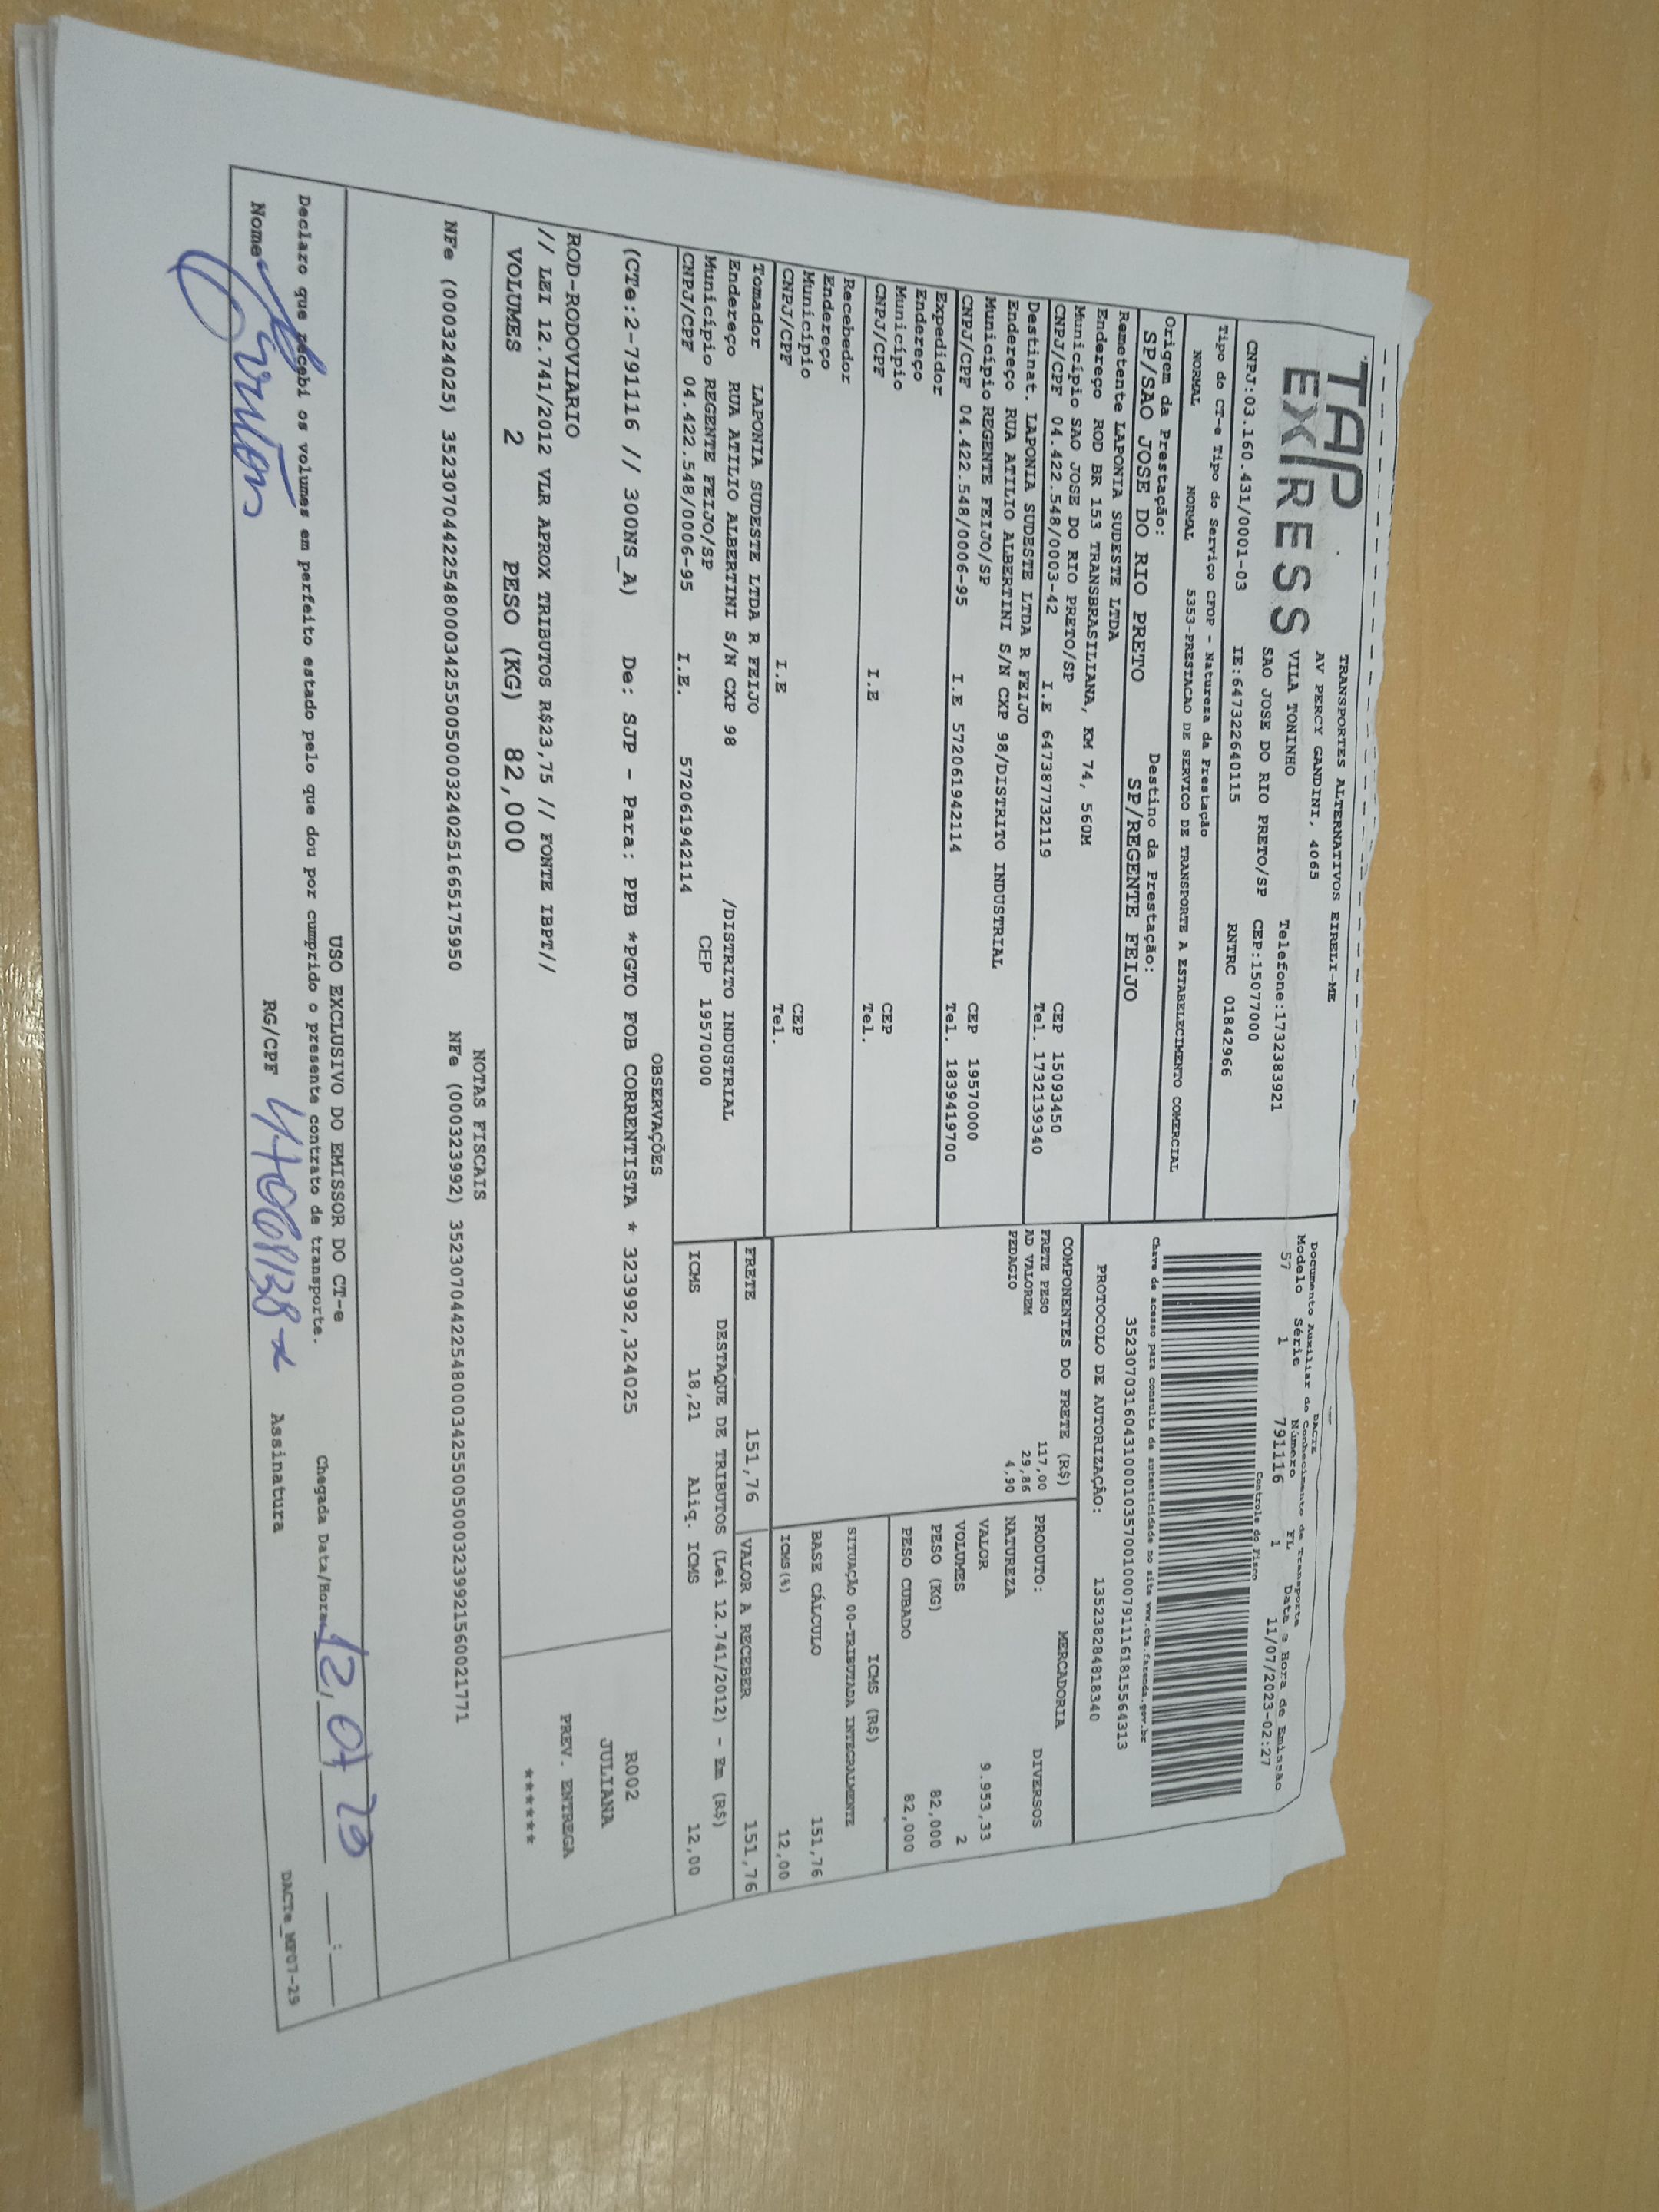 TAP EXPRESS
TRANSPORTES ALTERNATIVOS EIRELI-ME
AV PERCY GANDINI, 4065
VILA TONINHO Telefone:1732383921
SAO JOSE DO RIO PRETO/SP CEP:15077000
CNPJ:03.160.431/0001-03 IE:647322640115 RNTRC 01842966
Tipo do CT-e Tipo do Serviço CFOP - Natureza da Prestação
NORMAL NORMAL 5353-PRESTACAO DE SERVICO DE TRANSPORTE A ESTABELECIMENTO COMERCIAL
Origem da Prestação: Destino da Prestação:
SP/SAO JOSE DO RIO PRETO SP/REGENTE FEIJO
Remetente LAPONIA SUDESTE LTDA
Endereço ROD BR 153 TRANSBRASILIANA, KM 74, 560M
Município SAO JOSE DO RIO PRETO/SP CEP 15093450
CNPJ/CPF 04.422.548/0003-42 I.E 647387732119 Tel. 1732139340
Destinat. LAPONIA SUDESTE LTDA R FEIJO
Endereço RUA ATILIO ALBERTINI S/N CXP 98/DISTRITO INDUSTRIAL
Município REGENTE FEIJO/SP CEP 19570000
CNPJ/CPF 04.422.548/0006-95 I.E 572061942114 Tel. 1839419700
Expedidor
Endereço
Município CEP
CNPJ/CPF I.E Tel.
Recebedor
Endereço
Município CEP
CNPJ/CPF I.E Tel.
Tomador LAPONIA SUDESTE LTDA R FEIJO
Endereço RUA ATILIO ALBERTINI S/N CXP 98 /DISTRITO INDUSTRIAL
Município REGENTE FEIJO/SP CEP 19570000
CNPJ/CPF 04.422.548/0006-95 I.E. 572061942114
DACTE
Documento Auxiliar do Conhecimento de Transporte
Modelo Série Número FL Data e Hora de Emissão
57 1 791116 1 11/07/2023-02:27
Controle do Fisco
Chave de acesso para consulta de autenticidade no site www.cte.fazenda.gov.br
35230703160431000103570010007911161815564313
PROTOCOLO DE AUTORIZAÇÃO: 135238284818340
COMPONENTES DO FRETE (R$)
FRETE PESO 117,00
AD VALOREM 29,86
PEDAGIO 4,90
MERCADORIA
PRODUTO: DIVERSOS
NATUREZA
VALOR 9.953,33
VOLUMES 2
PESO (KG) 82,000
PESO CUBADO 82,000
ICMS (R$)
SITUAÇÃO 00-TRIBUTADA INTEGRALMENTE
BASE CÁLCULO 151,76
ICMS(%) 12,00
FRETE 151,76 VALOR A RECEBER 151,76
DESTAQUE DE TRIBUTOS (Lei 12.741/2012) - Em (R$)
ICMS 18,21 Aliq. ICMS 12,00
OBSERVAÇÕES
(CTe:2-791116 // 300NS_A) De: SJP - Para: PPB *PGTO FOB CORRENTISTA * 323992,324025
ROD-RODOVIARIO
// LEI 12.741/2012 VLR APROX TRIBUTOS R$23,75 // FONTE IBPT//
R002
JULIANA
PREV. ENTREGA
******
VOLUMES 2 PESO (KG) 82,000
NOTAS FISCAIS
NFe (000324025) 35230704422548000342550050003240251665175950 NFe (000323992) 35230704422548000342550050003239921560021771
USO EXCLUSIVO DO EMISSOR DO CT-e
Declaro que recebi os volumes em perfeito estado pelo que dou por cumprido o presente contrato de transporte. Chegada Data/Hora 12, 07
Nome RG/CPF Assinatura
DACTe_MF07-29